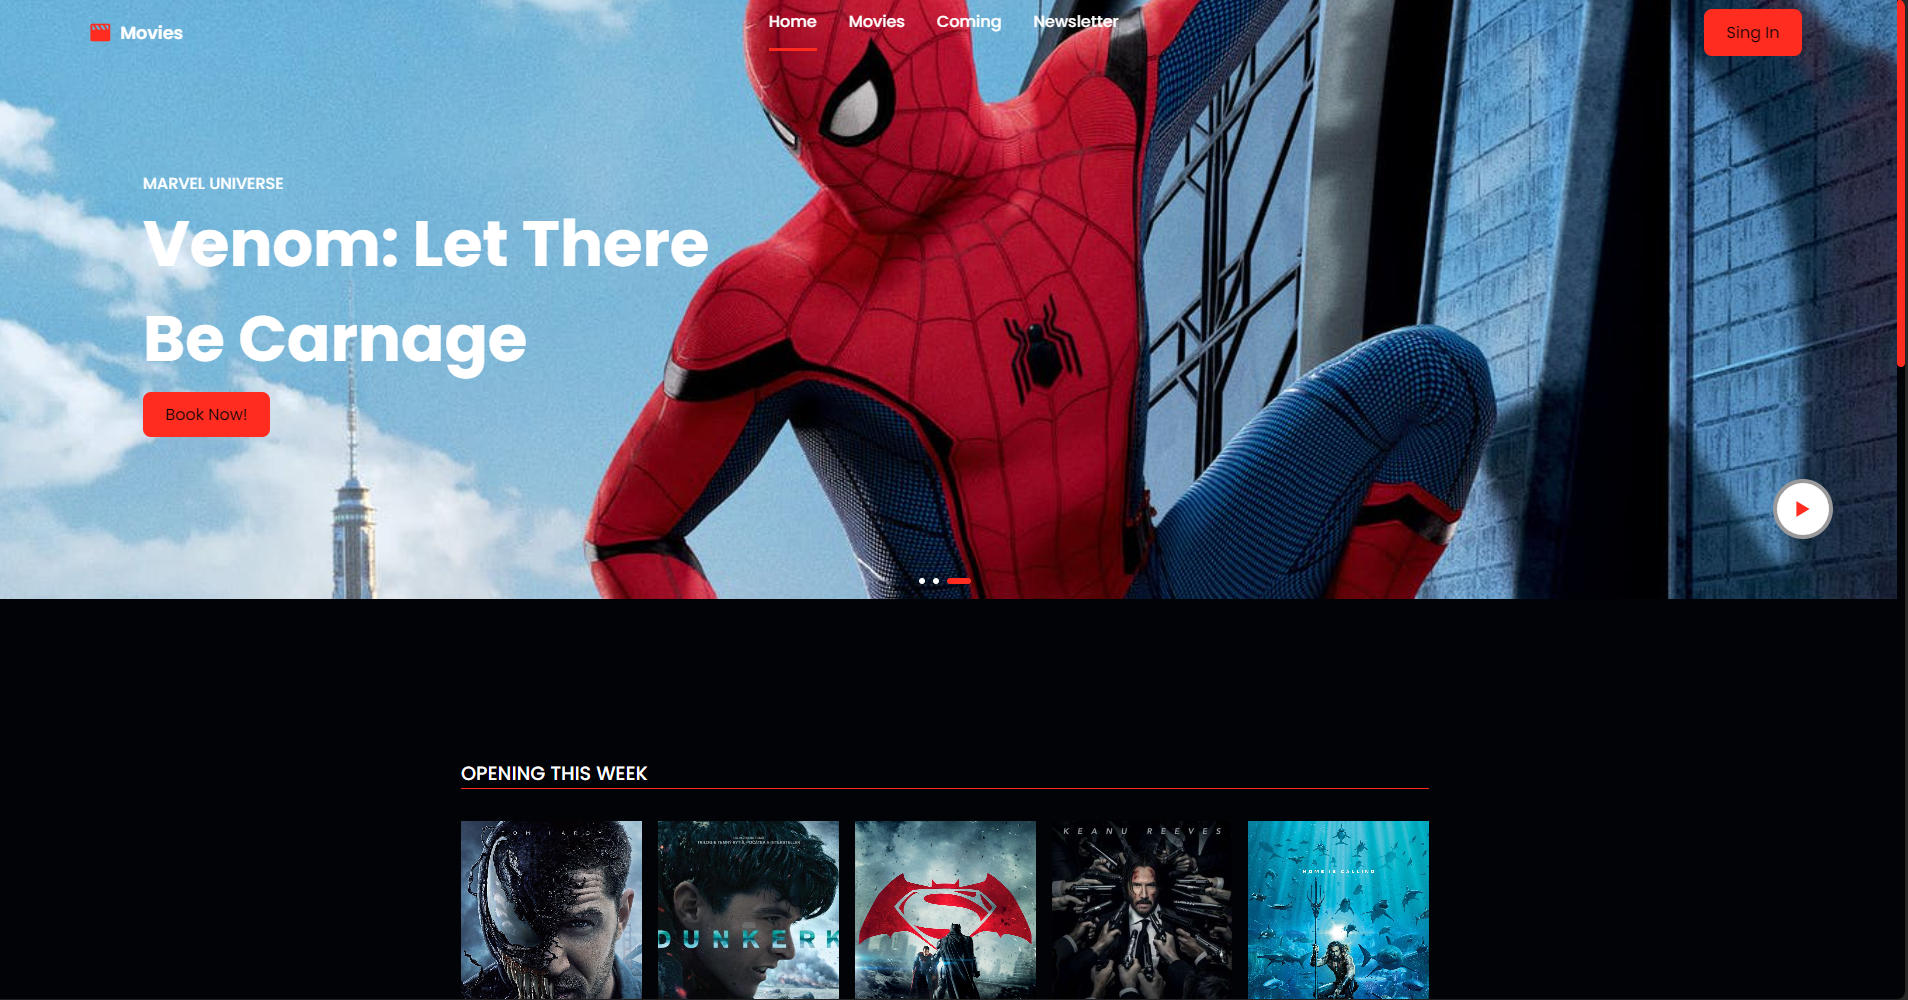 Movies
Home Movies Coming Newsletter
Sing In
MARVEL UNIVERSE
Venom: Let There
Be Carnage
Book Now!
OPENING THIS WEEK
KEANU REEVES
HOME IS CALLING
DUNKERK